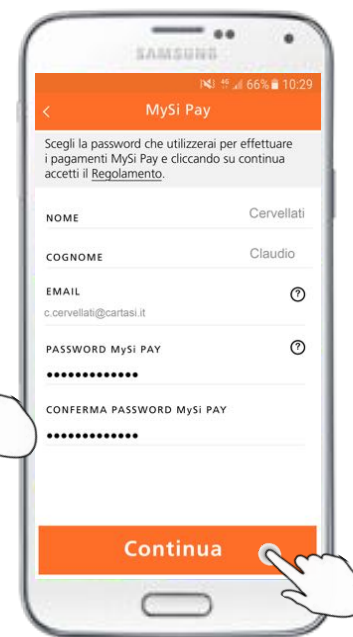 SAMSUNG
66% 10:29
MySi Pay
Scegli la password che utilizzerai per effettuare
i pagamenti MySi Pay e cliccando su continua
accetti il Regolamento.
NOME Cervellati
COGNOME Claudio
EMAIL ?
c.cervellati@cartasi.it
PASSWORD MySi PAY ?
•••••••••••••
CONFERMA PASSWORD MySi PAY
•••••••••••••
Continua